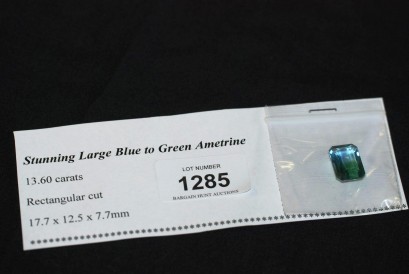 Stunning Large Blue to Green Ametrine
13.60 carats
Rectangular cut
17.7 x 12.5 x 7.7mm
LOT NUMBER
1285
BARGAIN HUNT AUCTIONS